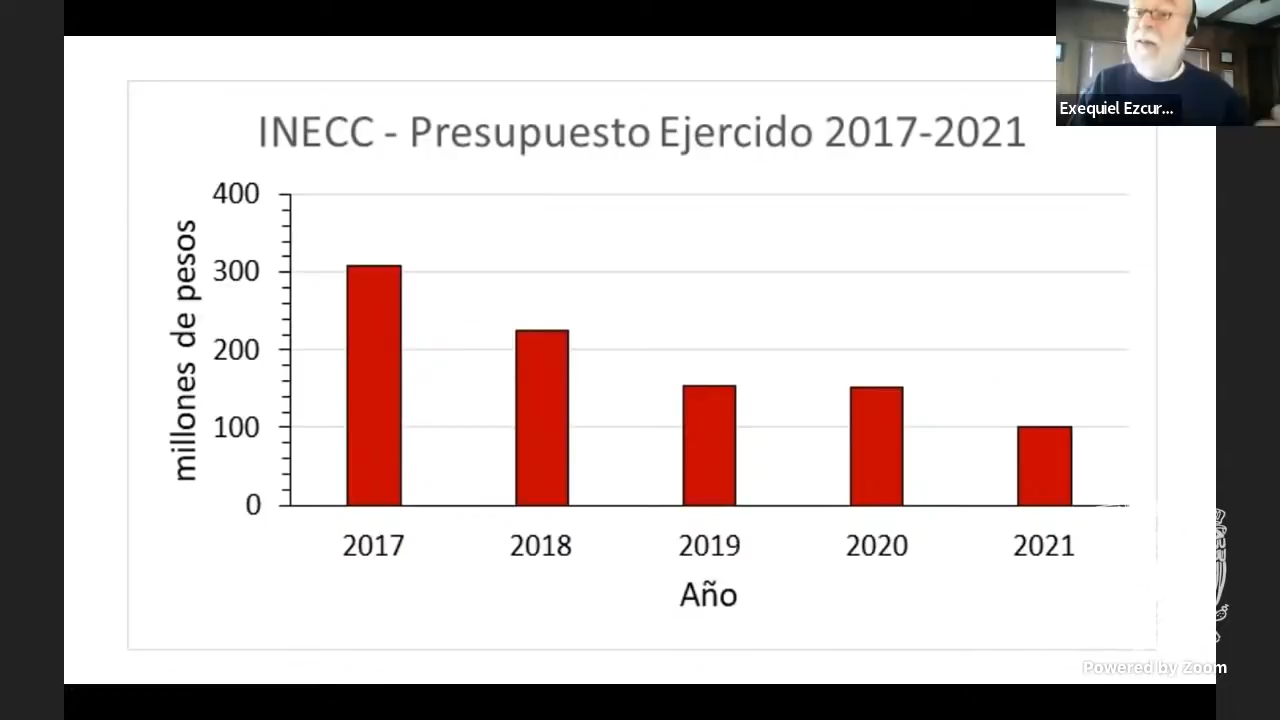 Exequiel Ezcur...
INECC - Presupuesto Ejercido 2017-2021
millones de pesos
400
300
200
100
0
2017 2018 2019 2020 2021
Año
Powered by Zoom